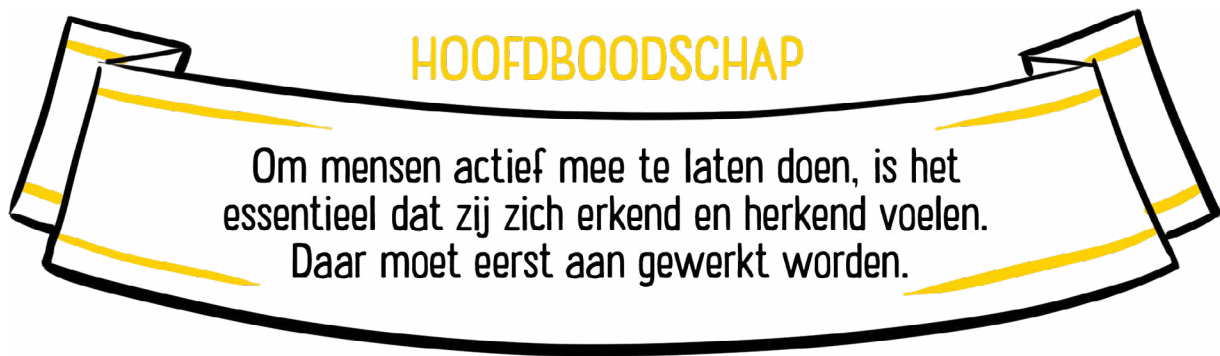 HOOFDBOODSCHAP
Om mensen actief mee te laten doen, is het
essentieel dat zij zich erkend en herkend voelen.
Daar moet eerst aan gewerkt worden.